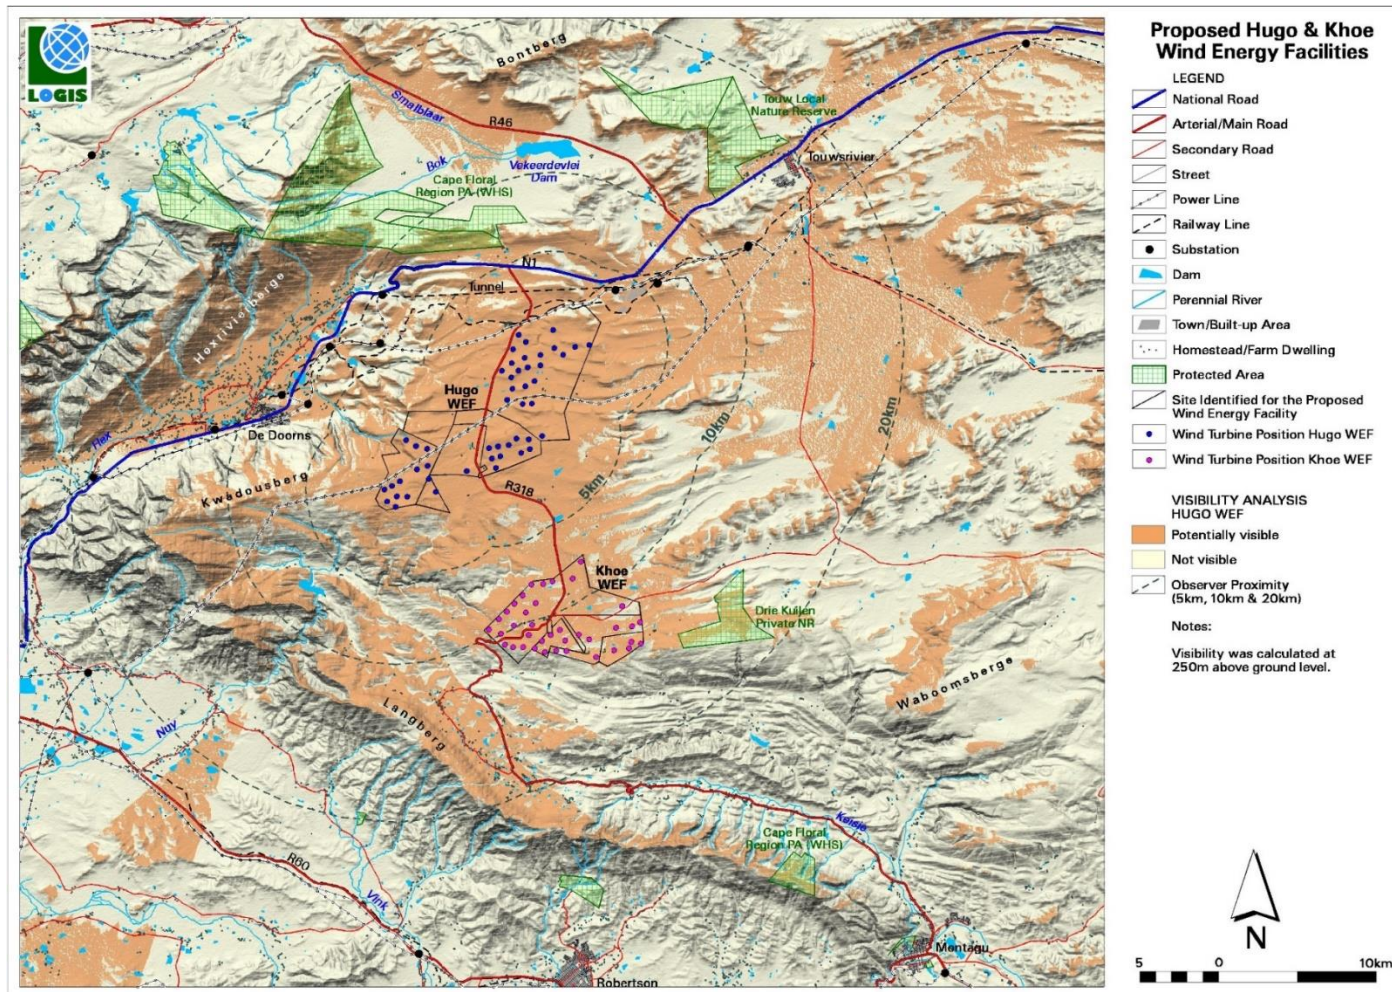 LOGIS
Proposed Hugo & Khoe
Wind Energy Facilities
LEGEND
National Road
Arterial/Main Road
Secondary Road
Street
Power Line
Railway Line
Substation
Dam
Perennial River
Town/Built-up Area
Homestead/Farm Dwelling
Protected Area
Site Identified for the Proposed
Wind Energy Facility
Wind Turbine Position Hugo WEF
Wind Turbine Position Khoe WEF
VISIBILITY ANALYSIS
HUGO WEF
Potentially visible
Not visible
Observer Proximity
(5km, 10km & 20km)
Notes:
Visibility was calculated at
250m above ground level.
N
5 0 10km
Bontberg
Smalblaar
R46
Touw Local
Nature Reserve
Touwsrivier
Bok
Vekeerdevlei
Dam
Cape Floral
Region PA (WHS)
N1
Tunnel
Hexrivierberge
Hugo
WEF
De Doorns
Hex
Kwadousberg
R318
5km
10km
20km
Khoe
WEF
Drie Kuilen
Private NR
Waboomsberge
Langberg
Nuy
Keisie
Cape Floral
Region PA (WHS)
R60
Vink
Montagu
Robertson